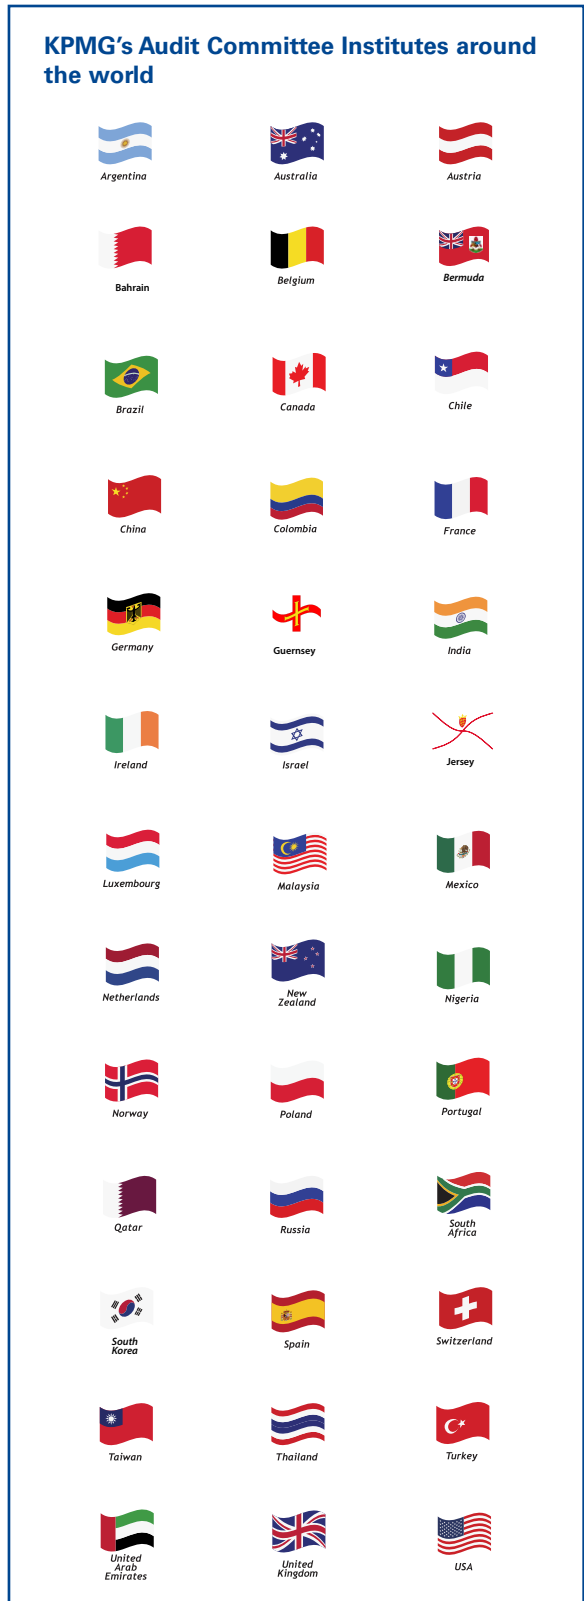 KPMG's Audit Committee Institutes around
the world
Argentina
Australia
Austria
Bahrain
Belgium
Bermuda
Brazil
Canada
Chile
China
Colombia
France
Germany
Guernsey
India
Ireland
Israel
Jersey
Luxembourg
Malaysia
Mexico
Netherlands
New
Zealand
Nigeria
Norway
Poland
Portugal
Qatar
Russia
South
Africa
South
Korea
Spain
Switzerland
Taiwan
Thailand
Turkey
United
Arab
Emirates
United
Kingdom
USA